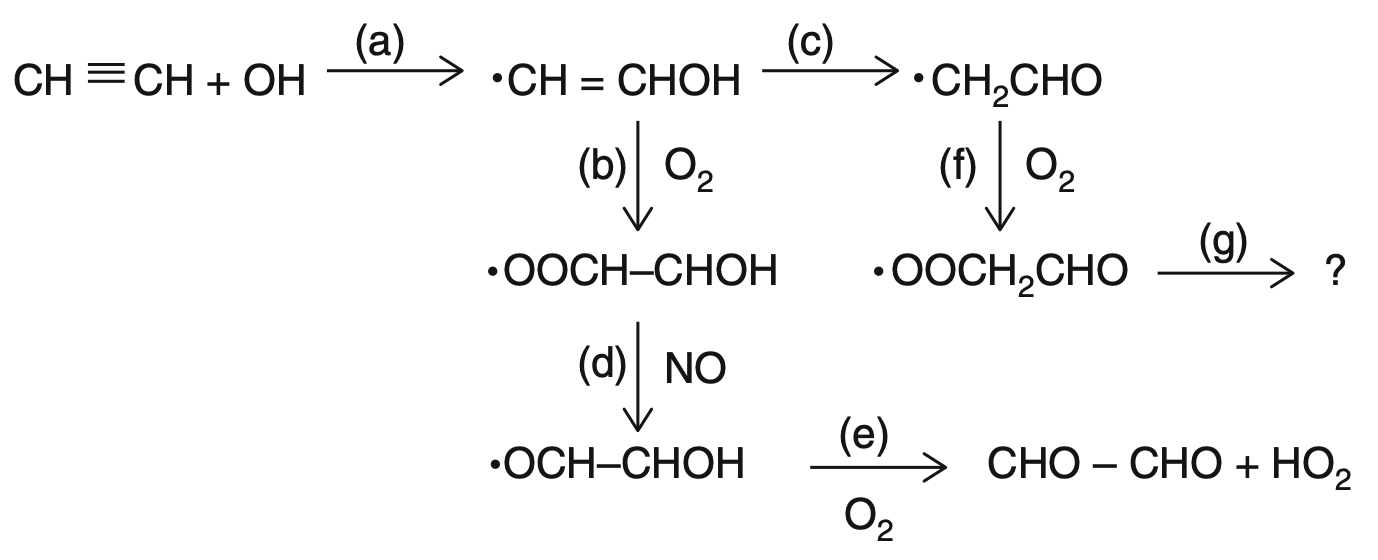 (a) (c)
CH ≡ CH + OH •CH = CHOH •CH₂CHO
(b) O₂ (f) O₂
•OOCH–CHOH •OOCH₂CHO (g) ?
(d) NO
•OCH–CHOH (e) O₂ CHO – CHO + HO₂